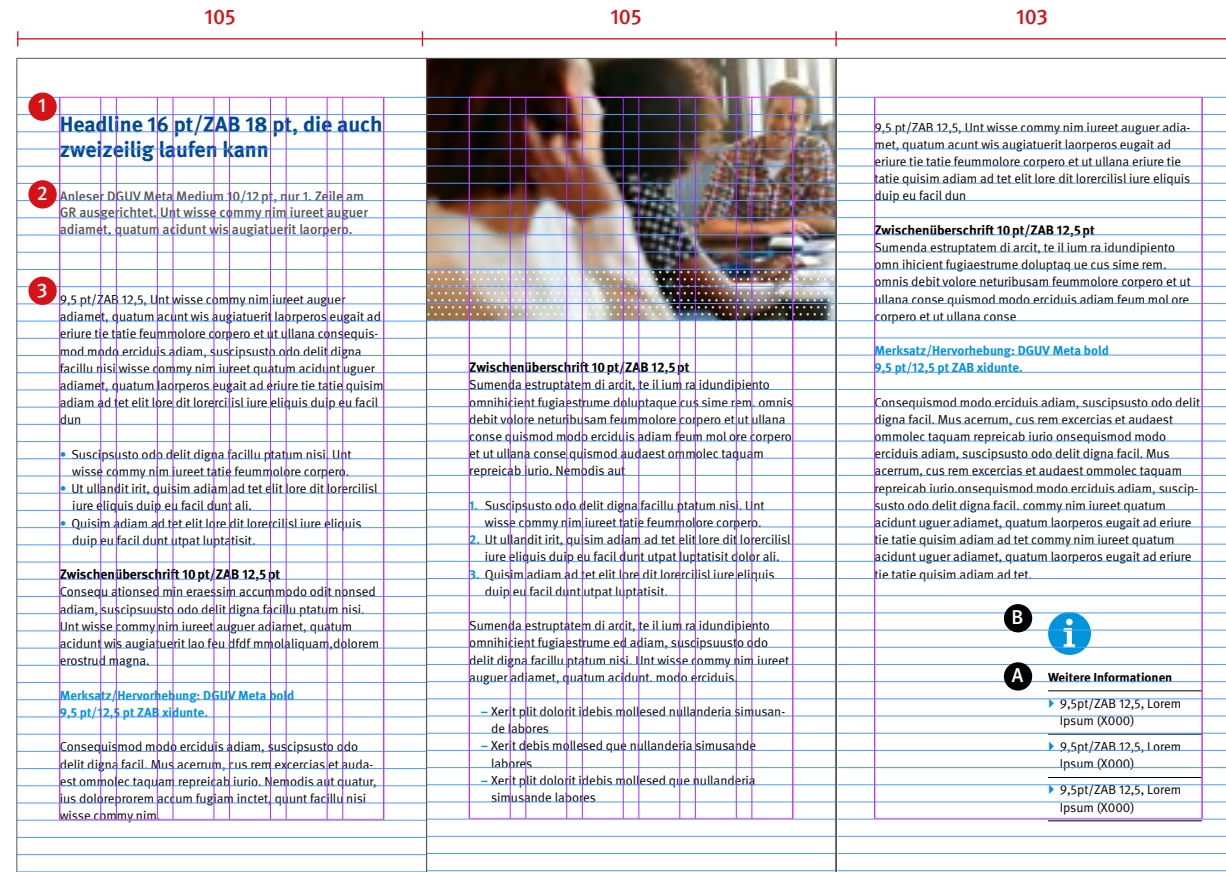 105
105
103
1
Headline 16 pt/ZAB 18 pt, die auch
zweizeilig laufen kann
2
Anleser DGUV Meta Medium 10/12 pt, nur 1. Zeile am
GR ausgerichtet. Unt wisse commy nim iureet auguer
adiamet, quatum acidunt wis augiatuerit laorpero.
3
9,5 pt/ZAB 12,5, Unt wisse commy nim iureet auguer
adiamet, quatum acunt wis augiatuerit laorperos eugait ad
eriure tie tatie feummolore corpero et ut ullana consequis-
mod modo erciduis adiam, suscipsusto odo delit digna
facillu nisi wisse commy nim iureet quatum acidunt uguer
adiamet, quatum laorperos eugait ad eriure tie tatie quisim
adiam ad tet elit lore dit lorercilisl iure eliquis duip eu facil
dun
• Suscipsusto odo delit digna facillu ptatum nisi. Unt
wisse commy nim iureet tatie feummolore corpero.
• Ut ullandit irit, quisim adiam ad tet elit lore dit lorercilisl
iure eliquis duip eu facil dunt ali.
• Quisim adiam ad tet elit lore dit lorercilisl iure eliquis
duip eu facil dunt utpat luptatisit.
Zwischenüberschrift 10 pt/ZAB 12,5 pt
Consequ ationsed min eraessim accummodo odit nonsed
adiam, suscipsuusto odo delit digna facillu ptatum nisi.
Unt wisse commy nim iureet auguer adiamet, quatum
acidunt wis augiatuerit lao feu dfdf mmolaliquam,dolorem
erostrud magna.
Merksatz/Hervorhebung: DGUV Meta bold
9,5 pt/12,5 pt ZAB xidunte.
Consequismod modo erciduis adiam, suscipsusto odo
delit digna facil. Mus acerrum, cus rem excercias et auda-
est ommolec taquam repreicab iurio. Nemodis aut quatur,
ius doloreprorem accum fugiam inctet, quunt facillu nisi
wisse commy nim.
Zwischenüberschrift 10 pt/ZAB 12,5 pt
Sumenda estruptatem di arcit, te il ium ra idundipiento
omnihicient fugiaestrume doluptaque cus sime rem. omnis
debit volore neturibusam feummolore corpero et ut ullana
conse quismod modo erciduis adiam feum mol ore corpero
et ut ullana conse quismod audaest ommolec taquam
repreicab iurio. Nemodis aut
1. Suscipsusto odo delit digna facillu ptatum nisi. Unt
wisse commy nim iureet tatie feummolore corpero.
2. Ut ullandit irit, quisim adiam ad tet elit lore dit lorercilisl
iure eliquis duip eu facil dunt utpat luptatisit dolor ali.
3. Quisim adiam ad tet elit lore dit lorercilisl iure eliquis
duip eu facil dunt utpat luptatisit.
Sumenda estruptatem di arcit, te il ium ra idundipiento
omnihicient fugiaestrume ed adiam, suscipsuusto odo
delit digna facillu ptatum nisi. Unt wisse commy nim iureet
auguer adiamet, quatum acidunt. modo erciduis
– Xerit plit dolorit idebis mollesed nullanderia simusan-
de labores
– Xerit debis mollesed que nullanderia simusande
labores
– Xerit plit dolorit idebis mollesed que nullanderia
simusande labores
9,5 pt/ZAB 12,5, Unt wisse commy nim iureet auguer adia-
met, quatum acunt wis augiatuerit laorperos eugait ad
eriure tie tatie feummolore corpero et ut ullana eriure tie
tatie quisim adiam ad tet elit lore dit lorercilisl iure eliquis
duip eu facil dun
Zwischenüberschrift 10 pt/ZAB 12,5 pt
Sumenda estruptatem di arcit, te il ium ra idundipiento
omn ihicient fugiaestrume doluptaq ue cus sime rem.
omnis debit volore neturibusam feummolore corpero et ut
ullana conse quismod modo erciduis adiam feum mol ore
corpero et ut ullana conse
Merksatz/Hervorhebung: DGUV Meta bold
9,5 pt/12,5 pt ZAB xidunte.
Consequismod modo erciduis adiam, suscipsusto odo delit
digna facil. Mus acerrum, cus rem excercias et audaest
ommolec taquam repreicab iurio onsequismod modo
erciduis adiam, suscipsusto odo delit digna facil. Mus
acerrum, cus rem excercias et audaest ommolec taquam
repreicab iurio.onsequismod modo erciduis adiam, suscip-
susto odo delit digna facil. commy nim iureet quatum
acidunt uguer adiamet, quatum laorperos eugait ad eriure
tie tatie quisim adiam ad tet commy nim iureet quatum
acidunt uguer adiamet, quatum laorperos eugait ad eriure
tie tatie quisim adiam ad tet.
B
i
A
Weitere Informationen
9,5pt/ZAB 12,5, Lorem
Ipsum (X000)
9,5pt/ZAB 12,5, Lorem
Ipsum (X000)
9,5pt/ZAB 12,5, Lorem
Ipsum (X000)